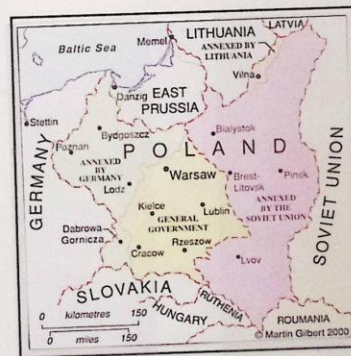 LATVIA
LITHUANIA
Baltic Sea
Memel
ANNEXED BY
LITHUANIA
Vilna
Danzig
EAST
PRUSSIA
Stettin
Bydgoszcz
Bialystok
Poznan
POLAND
ANNEXED
BY
GERMANY
Warsaw
Lodz
Brest-
Litovsk
Pinsk
GERMANY
ANNEXED
BY THE
SOVIET UNION
SOVIET UNION
Kielce
Lublin
GENERAL
GOVERNMENT
Dabrowa
Gornicza
Rzeszow
Cracow
Lvov
SLOVAKIA
RUTHENIA
HUNGARY
ROUMANIA
0 kilometres 150
0 miles 150
© Martin Gilbert 2000